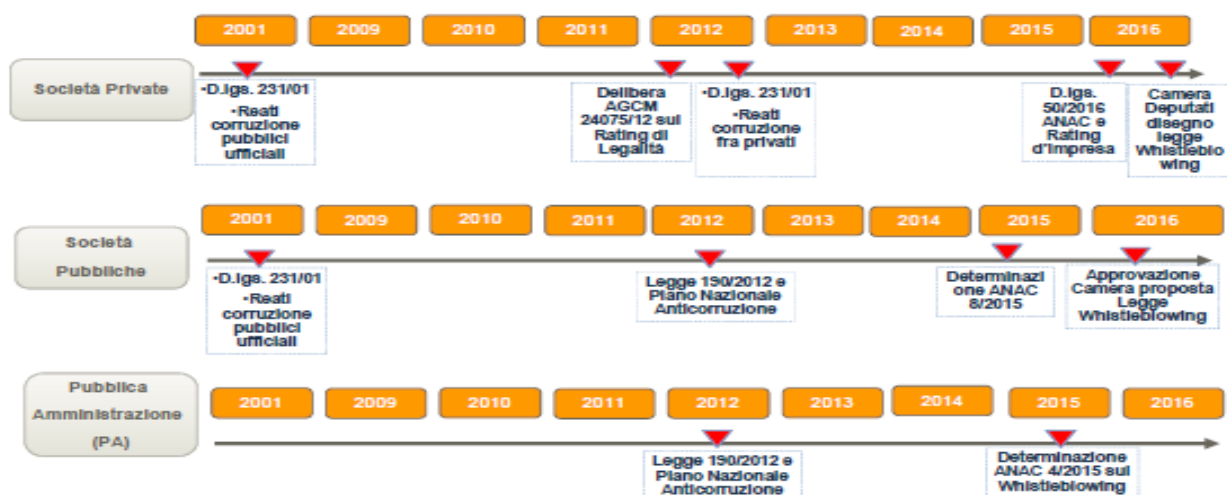 2001 2009 2010 2011 2012 2013 2014 2015 2016
Società Private
•D.lgs. 231/01
•Reati
corruzione
pubblici
ufficiali
Delibera
AGCM
24075/12 sul
Rating di
Legalità
•D.lgs. 231/01
•Reati
corruzione
fra privati
D.lgs.
50/2016
ANAC e
Rating
d'Impresa
Camera
Deputati
disegno
legge
Whistleblo
wing
2001 2009 2010 2011 2012 2013 2014 2015 2016
Società
Pubbliche
•D.lgs. 231/01
•Reati
corruzione
pubblici
ufficiali
Legge 190/2012 e
Piano Nazionale
Anticorruzione
Determinazi
one ANAC
8/2015
Approvazione
Camera proposta
Legge
Whistleblowing
Pubblica
Amministrazione
(PA)
2001 2009 2010 2011 2012 2013 2014 2015 2016
Legge 190/2012 e
Piano Nazionale
Anticorruzione
Determinazione
ANAC 4/2015 sul
Whistleblowing